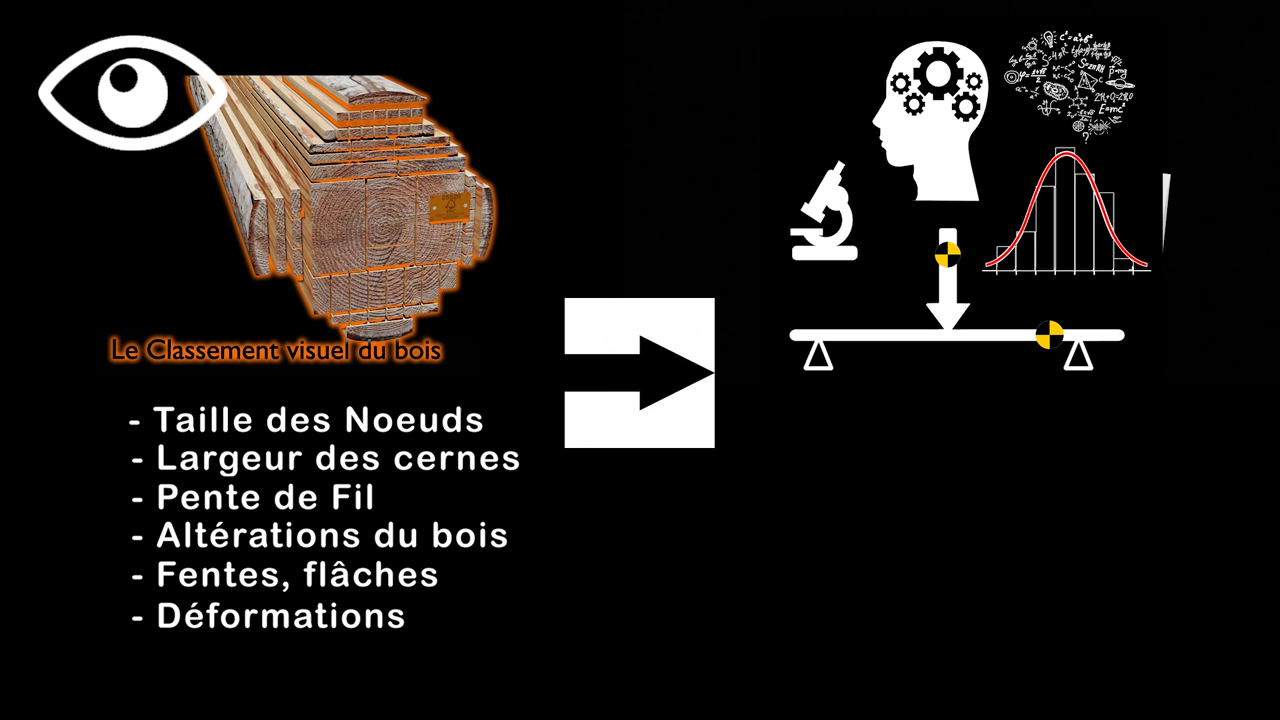 Le Classement visuel du bois
- Taille des Noeuds
- Largeur des cernes
- Pente de Fil
- Altérations du bois
- Fentes, flâches
- Déformations
E=mc²